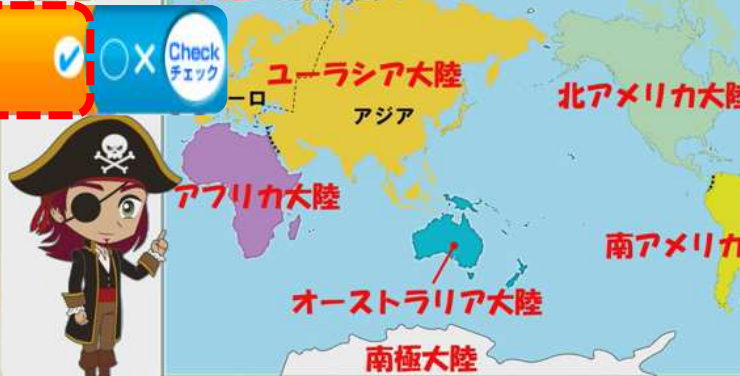 Check
チェック
ユーラシア大陸
ーロ
アジア
北アメリカ大陸
アフリカ大陸
南アメリカ
オーストラリア大陸
南極大陸